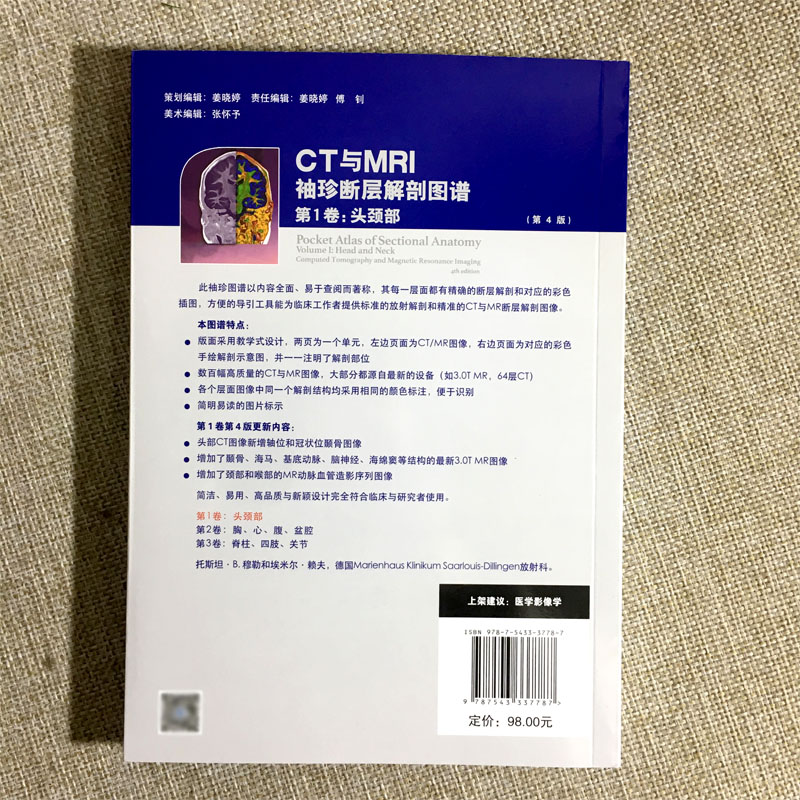 策划编辑：姜晓婷　责任编辑：姜晓婷　傅　钊
美术编辑：张怀予
CT与MRI
袖珍断层解剖图谱
第1卷：头颈部
（第 4 版）
Pocket Atlas of Sectional Anatomy
Volume I: Head and Neck
Computed Tomography and Magnetic Resonance Imaging
4th edition
此袖珍图谱以内容全面、易于查阅而著称，其每一层面都有精确的断层解剖和对应的彩色
插图，方便的导引工具能为临床工作者提供标准的放射解剖和精准的CT与MR断层解剖图像。
本图谱特点：
● 版面采用教学式设计，两页为一个单元，左边页面为CT/MR图像，右边页面为对应的彩色
手绘解剖示意图，并一一注明了解剖部位
● 数百幅高质量的CT与MR图像，大部分都源自最新的设备（如3.0T MR，64层CT）
● 各个层面图像中同一个解剖结构均采用相同的颜色标注，便于识别
● 简明易读的图片标示
第1卷第4版更新内容：
● 头部CT图像新增轴位和冠状位颞骨图像
● 增加了颞骨、海马、基底动脉、脑神经、海绵窦等结构的最新3.0T MR图像
● 增加了颈部和喉部的MR动脉血管造影序列图像
简洁、易用、高品质与新颖设计完全符合临床与研究者使用。
第1卷：头颈部
第2卷：胸、心、腹、盆腔
第3卷：脊柱、四肢、关节
托斯坦·B. 穆勒和埃米尔·赖夫，德国Marienhaus Klinikum Saarlouis-Dillingen放射科。
上架建议：医学影像学
ISBN 978-7-5433-3778-7
9 787543 337787 >
定价：98.00元